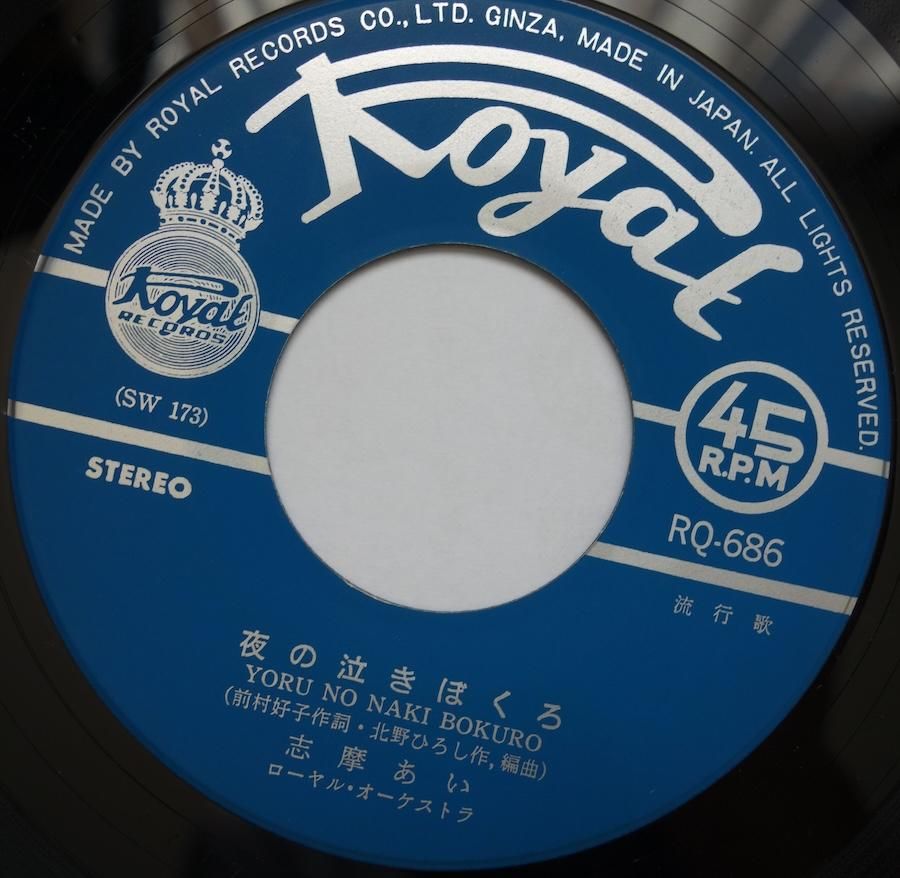 MADE BY ROYAL RECORDS CO.,LTD. GINZA, MADE IN JAPAN. ALL LIGHTS RESERVED.
Royal
Royal
RECORDS
(SW 173)
STEREO
45
R.P.M
RQ-686
流行歌
夜の泣きぼくろ
YORU NO NAKI BOKURO
(前村好子作詞・北野ひろし作,編曲)
志摩あい
ローヤル・オーケストラ